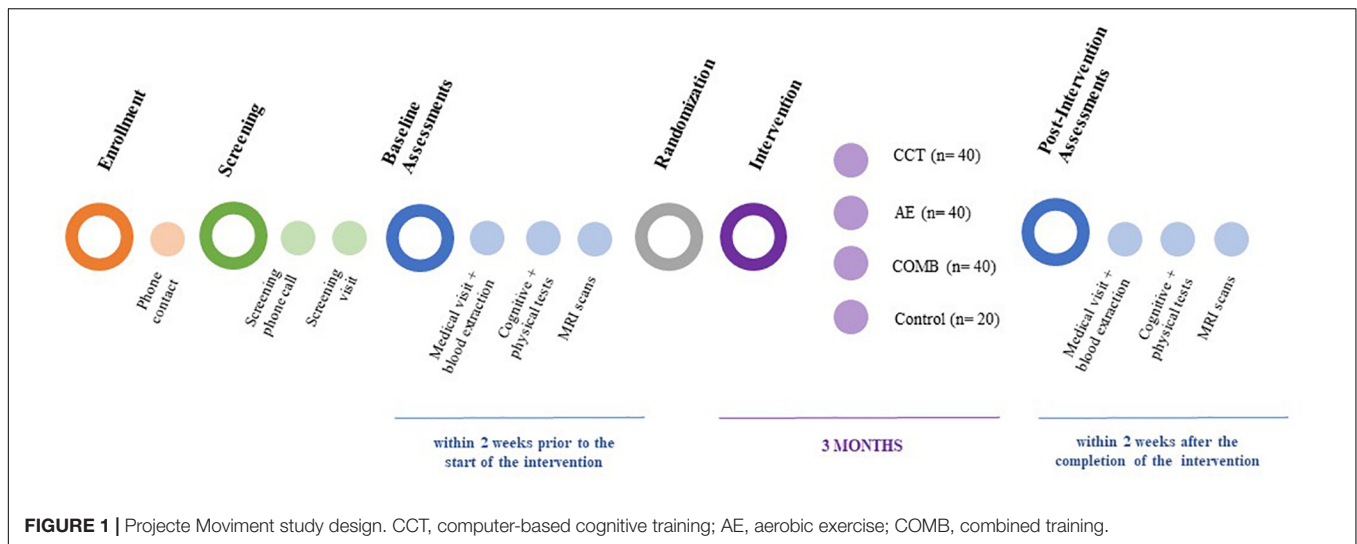 Enrollment
Phone
contact
Screening
Screening
phone call
Screening
visit
Baseline
Assessments
Medical visit +
blood extraction
Cognitive +
physical tests
MRI scans
within 2 weeks prior to the
start of the intervention
Randomization
Intervention
CCT (n= 40)
AE (n= 40)
COMB (n= 40)
Control (n= 20)
3 MONTHS
Post-Intervention
Assessments
Medical visit +
blood extraction
Cognitive +
physical tests
MRI scans
within 2 weeks after the
completion of the intervention
FIGURE 1 | Projecte Moviment study design. CCT, computer-based cognitive training; AE, aerobic exercise; COMB, combined training.